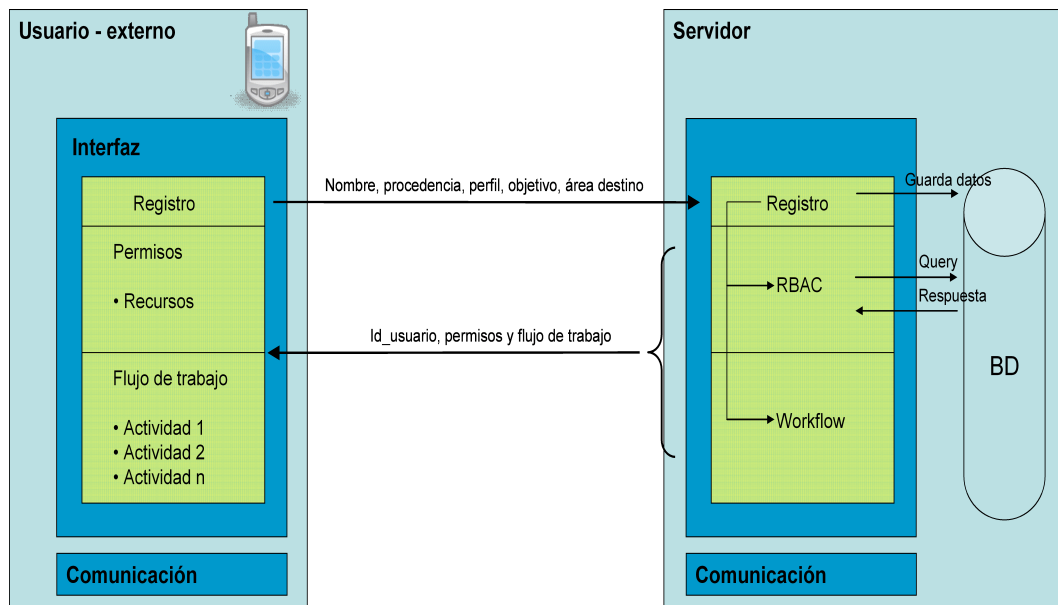 Usuario - externo
Interfaz
Registro
Permisos
• Recursos
Flujo de trabajo
• Actividad 1
• Actividad 2
• Actividad n
Comunicación
Nombre, procedencia, perfil, objetivo, área destino
Id_usuario, permisos y flujo de trabajo
Servidor
Registro
RBAC
Workflow
Comunicación
Guarda datos
Query
Respuesta
BD